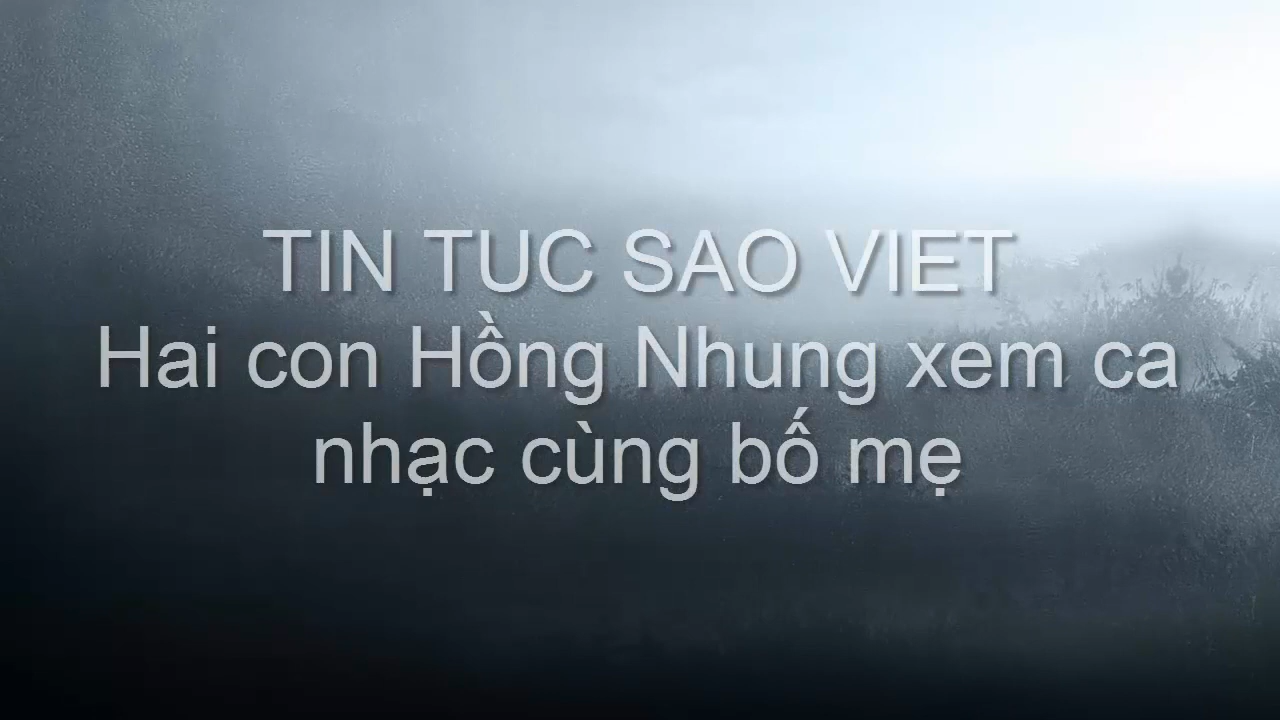 TIN TUC SAO VIET
Hai con Hồng Nhung xem ca
nhạc cùng bố mẹ